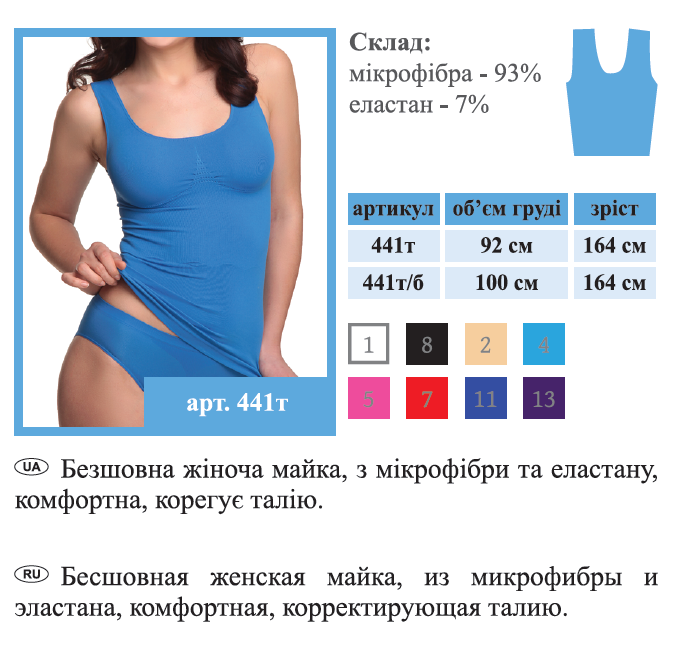 Склад:
мікрофібра - 93%
еластан - 7%
артикул об’єм груді зріст
441т 92 см 164 см
441т/б 100 см 164 см
1 8 2 4
5 7 11 13
арт. 441т
UA Безшовна жіноча майка, з мікрофібри та еластану,
комфортна, корегує талію.
RU Бесшовная женская майка, из микрофибры и
эластана, комфортная, корректирующая талию.